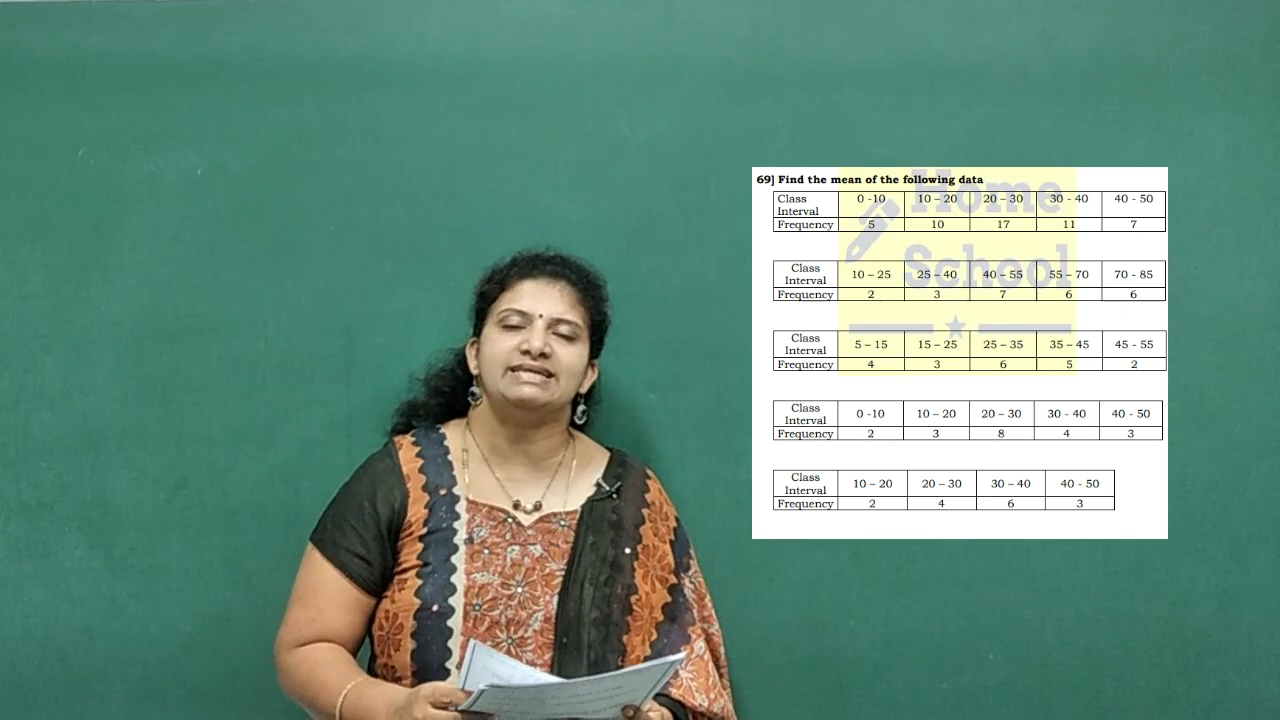 69] Find the mean of the following data
Class Interval 0 -10 10 – 20 20 – 30 30 - 40 40 - 50
Frequency 5 10 17 11 7
Class Interval 10 – 25 25 – 40 40 – 55 55 – 70 70 - 85
Frequency 2 3 7 6 6
Class Interval 5 – 15 15 – 25 25 – 35 35 – 45 45 - 55
Frequency 4 3 6 5 2
Class Interval 0 -10 10 – 20 20 – 30 30 - 40 40 - 50
Frequency 2 3 8 4 3
Class Interval 10 – 20 20 – 30 30 – 40 40 - 50
Frequency 2 4 6 3
Home
School